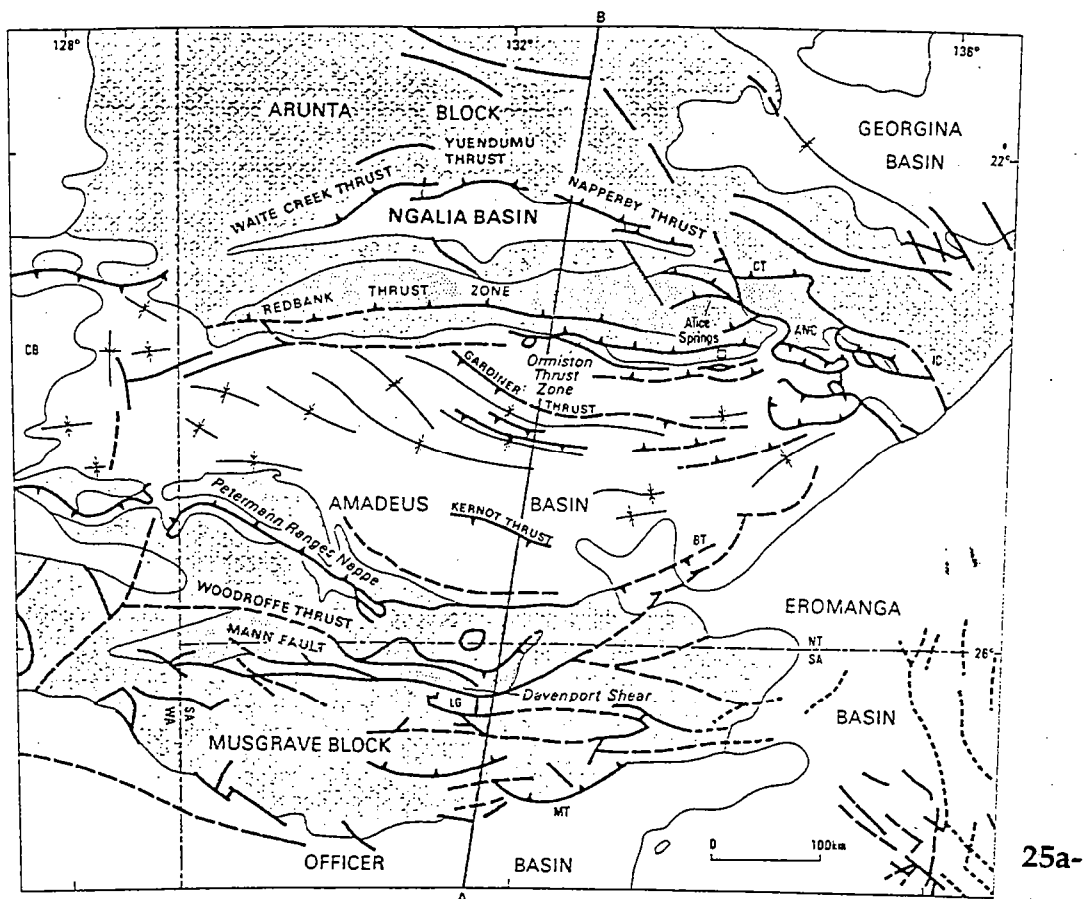 B
128°
132°
136°
ARUNTA BLOCK
GEORGINA
BASIN
22°
YUENDUMU
THRUST
WAITE CREEK THRUST
NAPPERBY THRUST
NGALIA BASIN
CT
REDBANK THRUST ZONE
Alice
Springs
ANC
CB
IC
Ormiston
Thrust
Zone
GARDINER
THRUST
AMADEUS BASIN
KERNOT THRUST
Petermann Ranges Nappe
BT
WOODROFFE THRUST
EROMANGA
MANN FAULT
NT
SA
26°
Davenport Shear
LG
BASIN
WA
SA
MUSGRAVE BLOCK
MT
0 100km
25a-
OFFICER BASIN
A